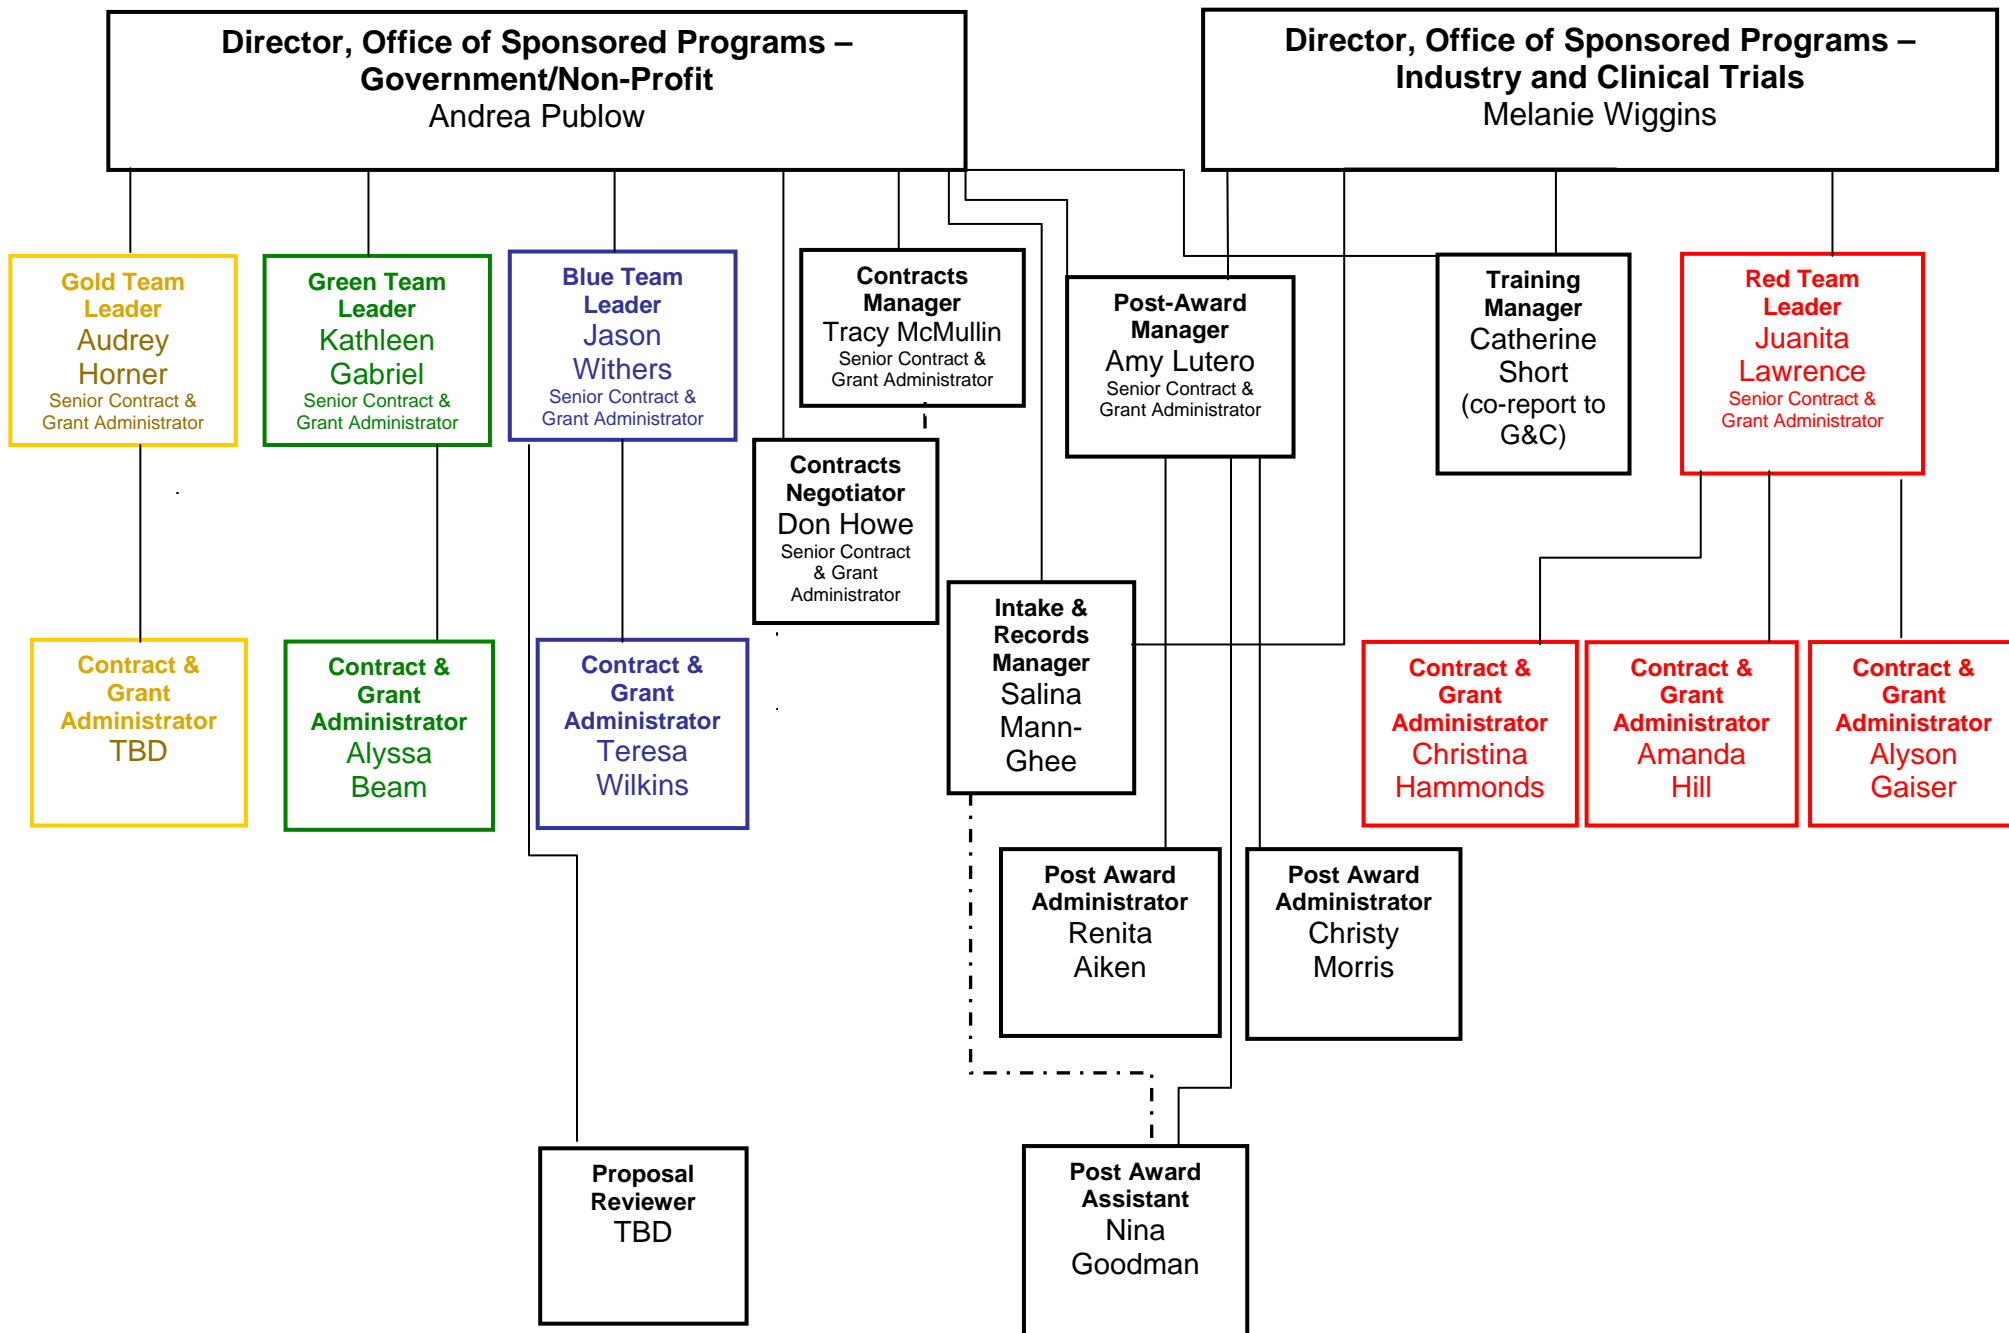 Director, Office of Sponsored Programs –
Government/Non-Profit
Andrea Publow
Director, Office of Sponsored Programs –
Industry and Clinical Trials
Melanie Wiggins
Gold Team
Leader
Audrey
Horner
Senior Contract &
Grant Administrator
Green Team
Leader
Kathleen
Gabriel
Senior Contract &
Grant Administrator
Blue Team
Leader
Jason
Withers
Senior Contract &
Grant Administrator
Contracts
Manager
Tracy McMullin
Senior Contract &
Grant Administrator
Post-Award
Manager
Amy Lutero
Senior Contract &
Grant Administrator
Training
Manager
Catherine
Short
(co-report to
G&C)
Red Team
Leader
Juanita
Lawrence
Senior Contract &
Grant Administrator
Contracts
Negotiator
Don Howe
Senior Contract
& Grant
Administrator
Intake &
Records
Manager
Salina
Mann-
Ghee
Contract &
Grant
Administrator
TBD
Contract &
Grant
Administrator
Alyssa
Beam
Contract &
Grant
Administrator
Teresa
Wilkins
Contract &
Grant
Administrator
Christina
Hammonds
Contract &
Grant
Administrator
Amanda
Hill
Contract &
Grant
Administrator
Alyson
Gaiser
Post Award
Administrator
Renita
Aiken
Post Award
Administrator
Christy
Morris
Proposal
Reviewer
TBD
Post Award
Assistant
Nina
Goodman